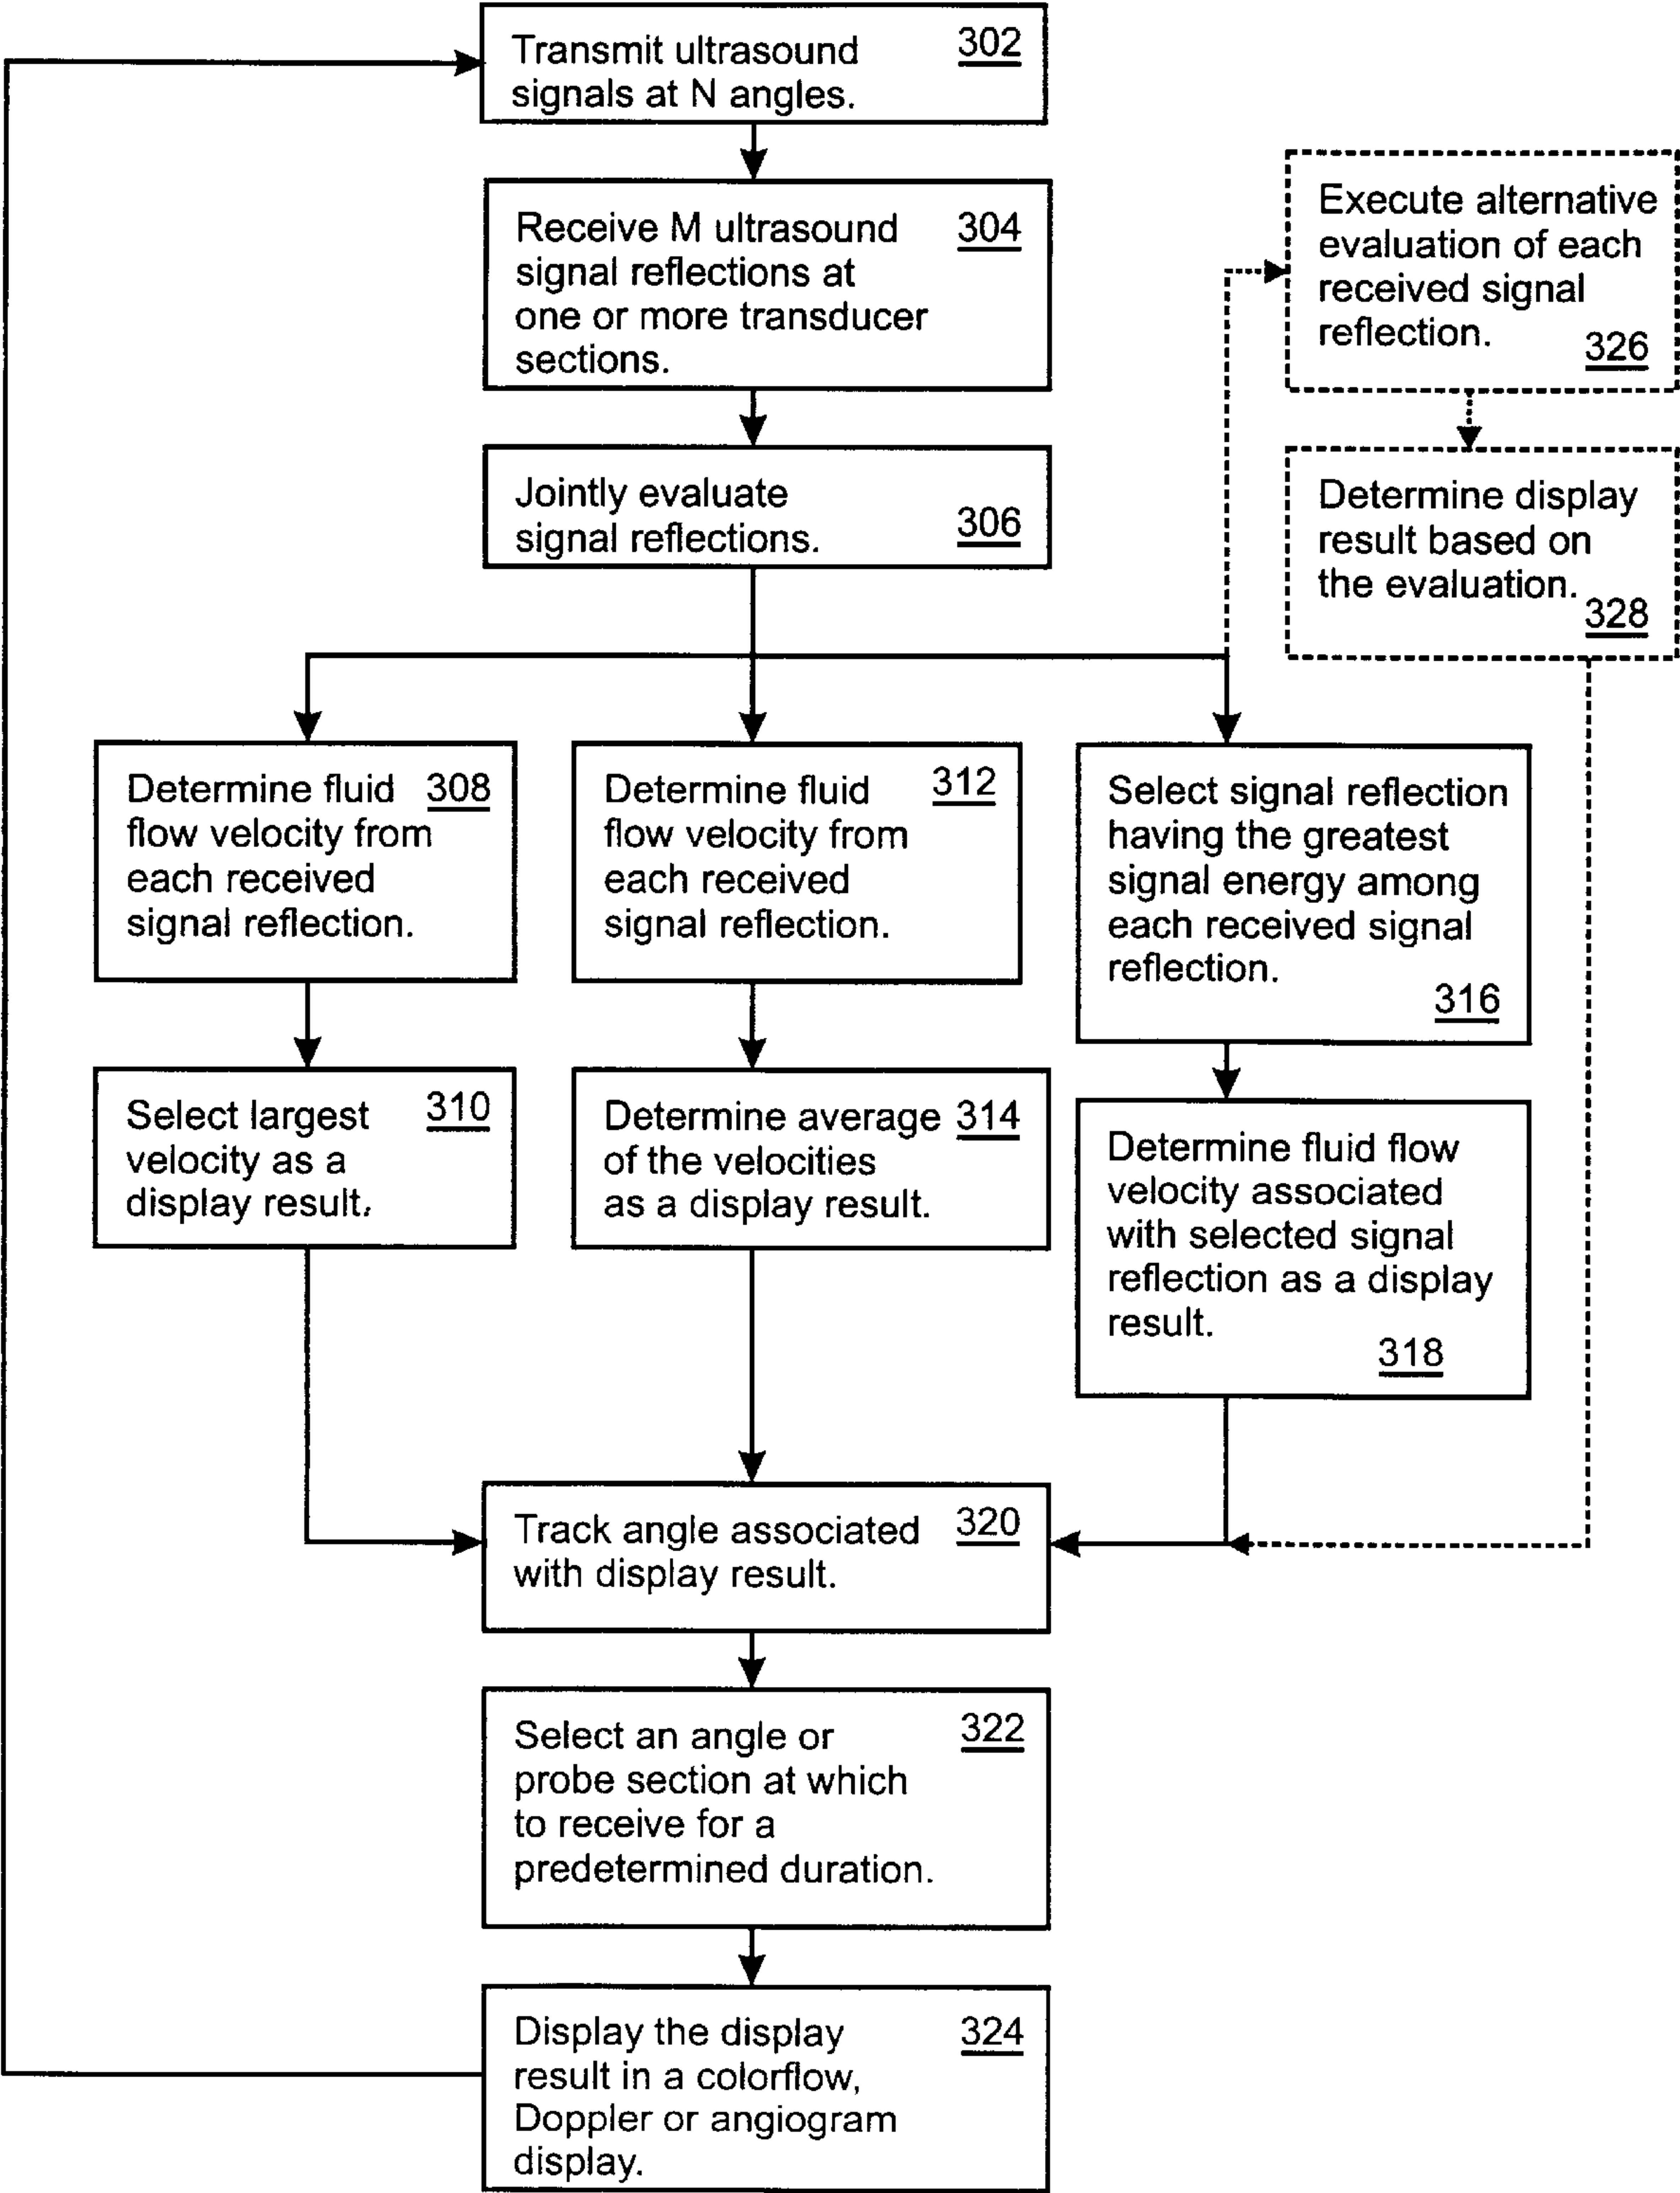 Transmit ultrasound 302
signals at N angles.
Receive M ultrasound 304
signal reflections at
one or more transducer
sections.
Jointly evaluate
signal reflections. 306
Execute alternative
evaluation of each
received signal
reflection. 326
Determine display
result based on
the evaluation. 328
Determine fluid 308
flow velocity from
each received
signal reflection.
Select largest 310
velocity as a
display result.
Determine fluid 312
flow velocity from
each received
signal reflection.
Determine average 314
of the velocities
as a display result.
Select signal reflection
having the greatest
signal energy among
each received signal
reflection.
316
Determine fluid flow
velocity associated
with selected signal
reflection as a display
result.
318
Track angle associated 320
with display result.
Select an angle or 322
probe section at which
to receive for a
predetermined duration.
Display the display 324
result in a colorflow,
Doppler or angiogram
display.